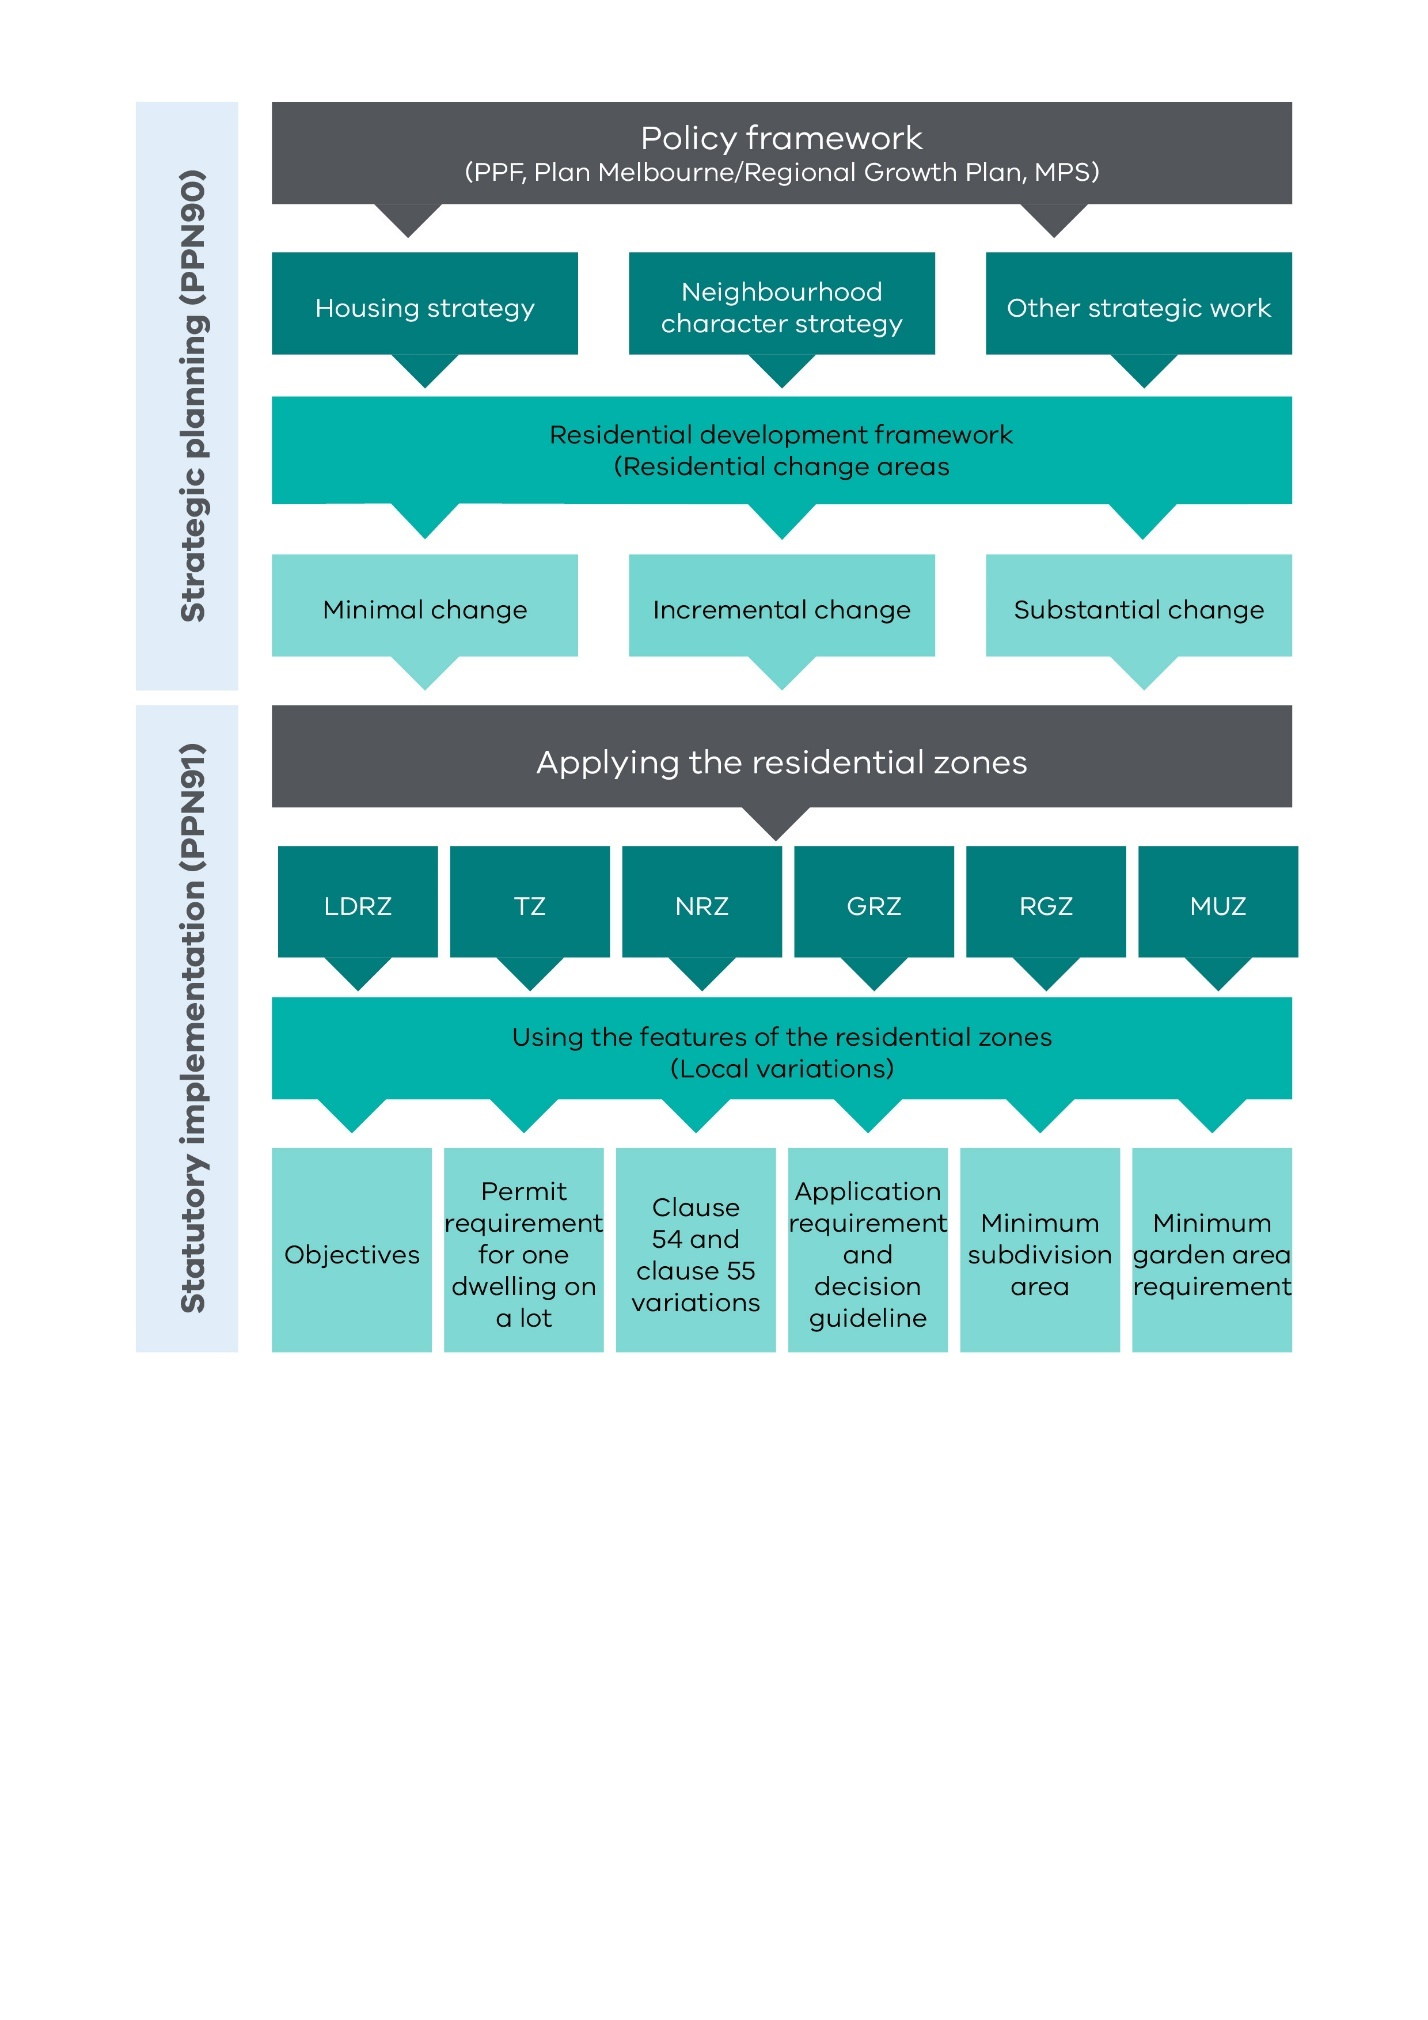 Strategic planning (PPN90)
Policy framework
(PPF, Plan Melbourne/Regional Growth Plan, MPS)
Housing strategy
Neighbourhood
character strategy
Other strategic work
Residential development framework
(Residential change areas
Minimal change
Incremental change
Substantial change
Statutory implementation (PPN91)
Applying the residential zones
LDRZ
TZ
NRZ
GRZ
RGZ
MUZ
Using the features of the residential zones
(Local variations)
Objectives
Permit
requirement
for one
dwelling on
a lot
Clause
54 and
clause 55
variations
Application
requirement
and
decision
guideline
Minimum
subdivision
area
Minimum
garden area
requirement